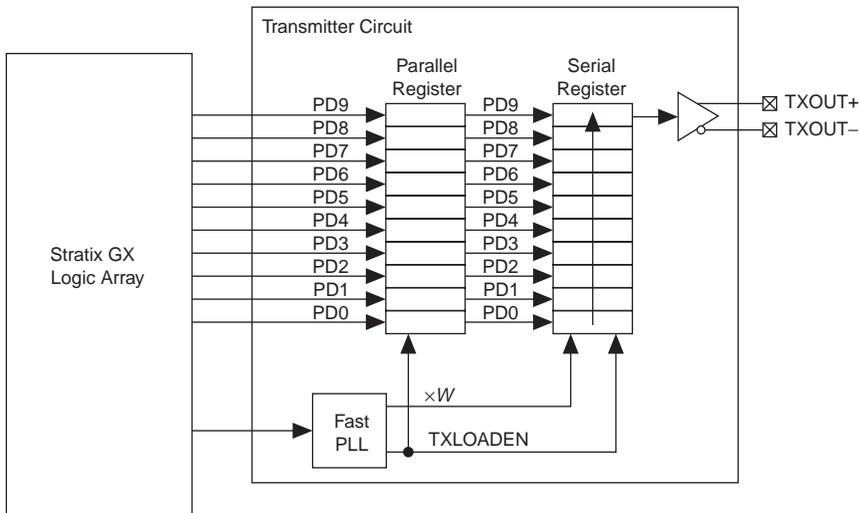 Transmitter Circuit
Parallel
Register
Serial
Register
PD9
PD9
TXOUT+
PD8
PD8
TXOUT−
PD7
PD7
PD6
PD6
PD5
PD5
PD4
PD4
PD3
PD3
PD2
PD2
PD1
PD1
PD0
PD0
Stratix GX
Logic Array
×W
Fast
PLL
TXLOADEN